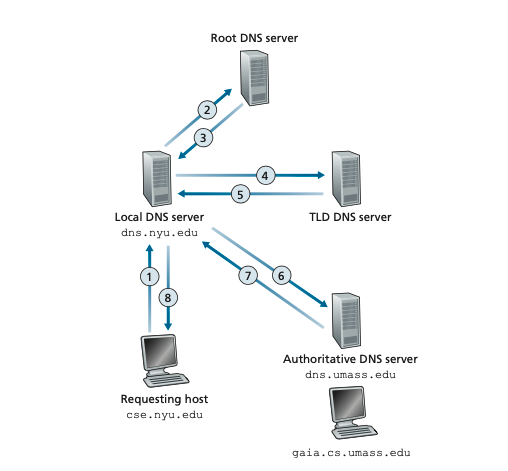 Root DNS server
2
3
4
5
Local DNS server
dns.nyu.edu
TLD DNS server
1
8
7
6
Authoritative DNS server
dns.umass.edu
Requesting host
cse.nyu.edu
gaia.cs.umass.edu